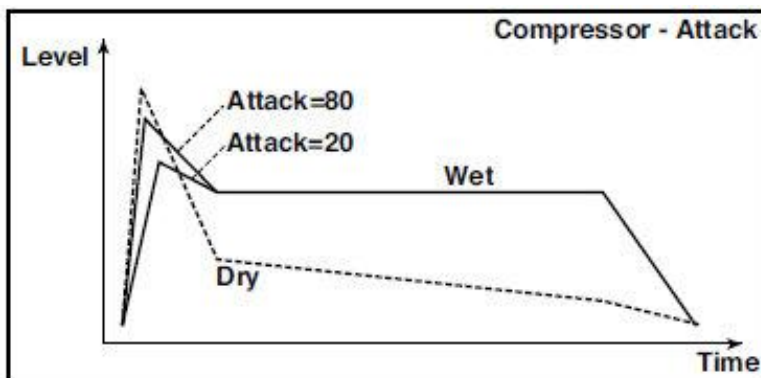 Compressor - Attack
Level
Attack=80
Attack=20
Wet
Dry
Time